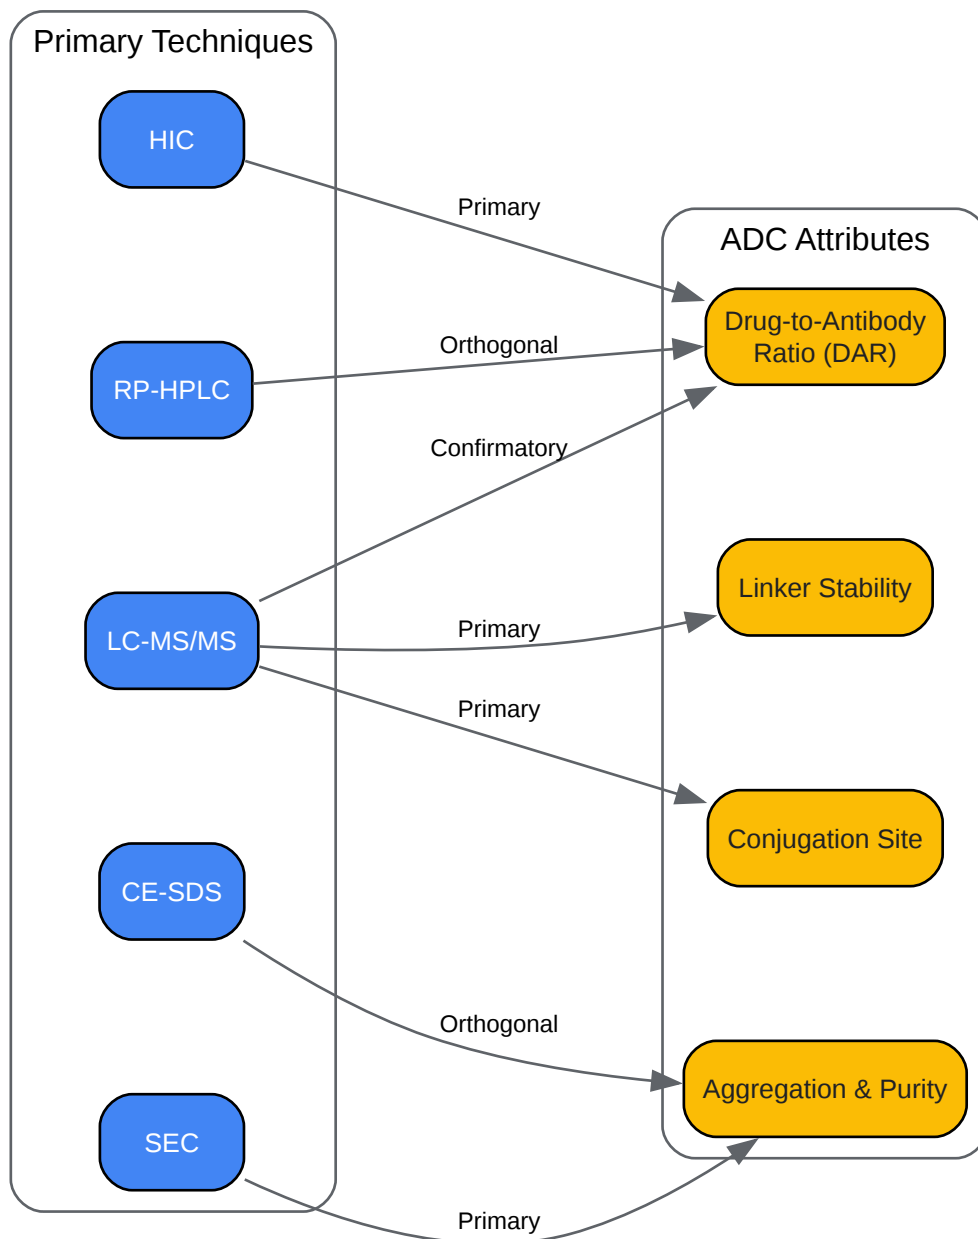 Primary Techniques
HIC
Primary
ADC Attributes
Drug-to-Antibody
Ratio (DAR)
RP-HPLC
Orthogonal
Confirmatory
LC-MS/MS
Linker Stability
Primary
Primary
Conjugation Site
CE-SDS
Orthogonal
Aggregation & Purity
SEC
Primary